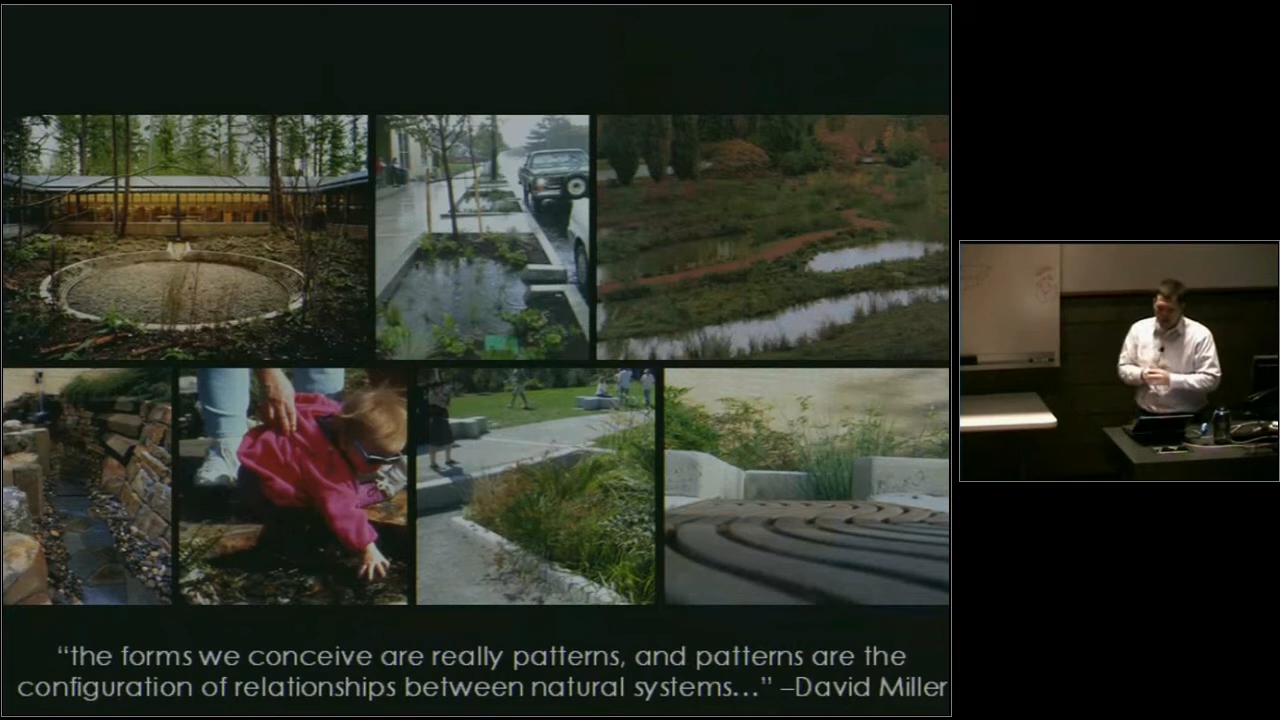 “the forms we conceive are really patterns, and patterns are the
configuration of relationships between natural systems…” –David Miller